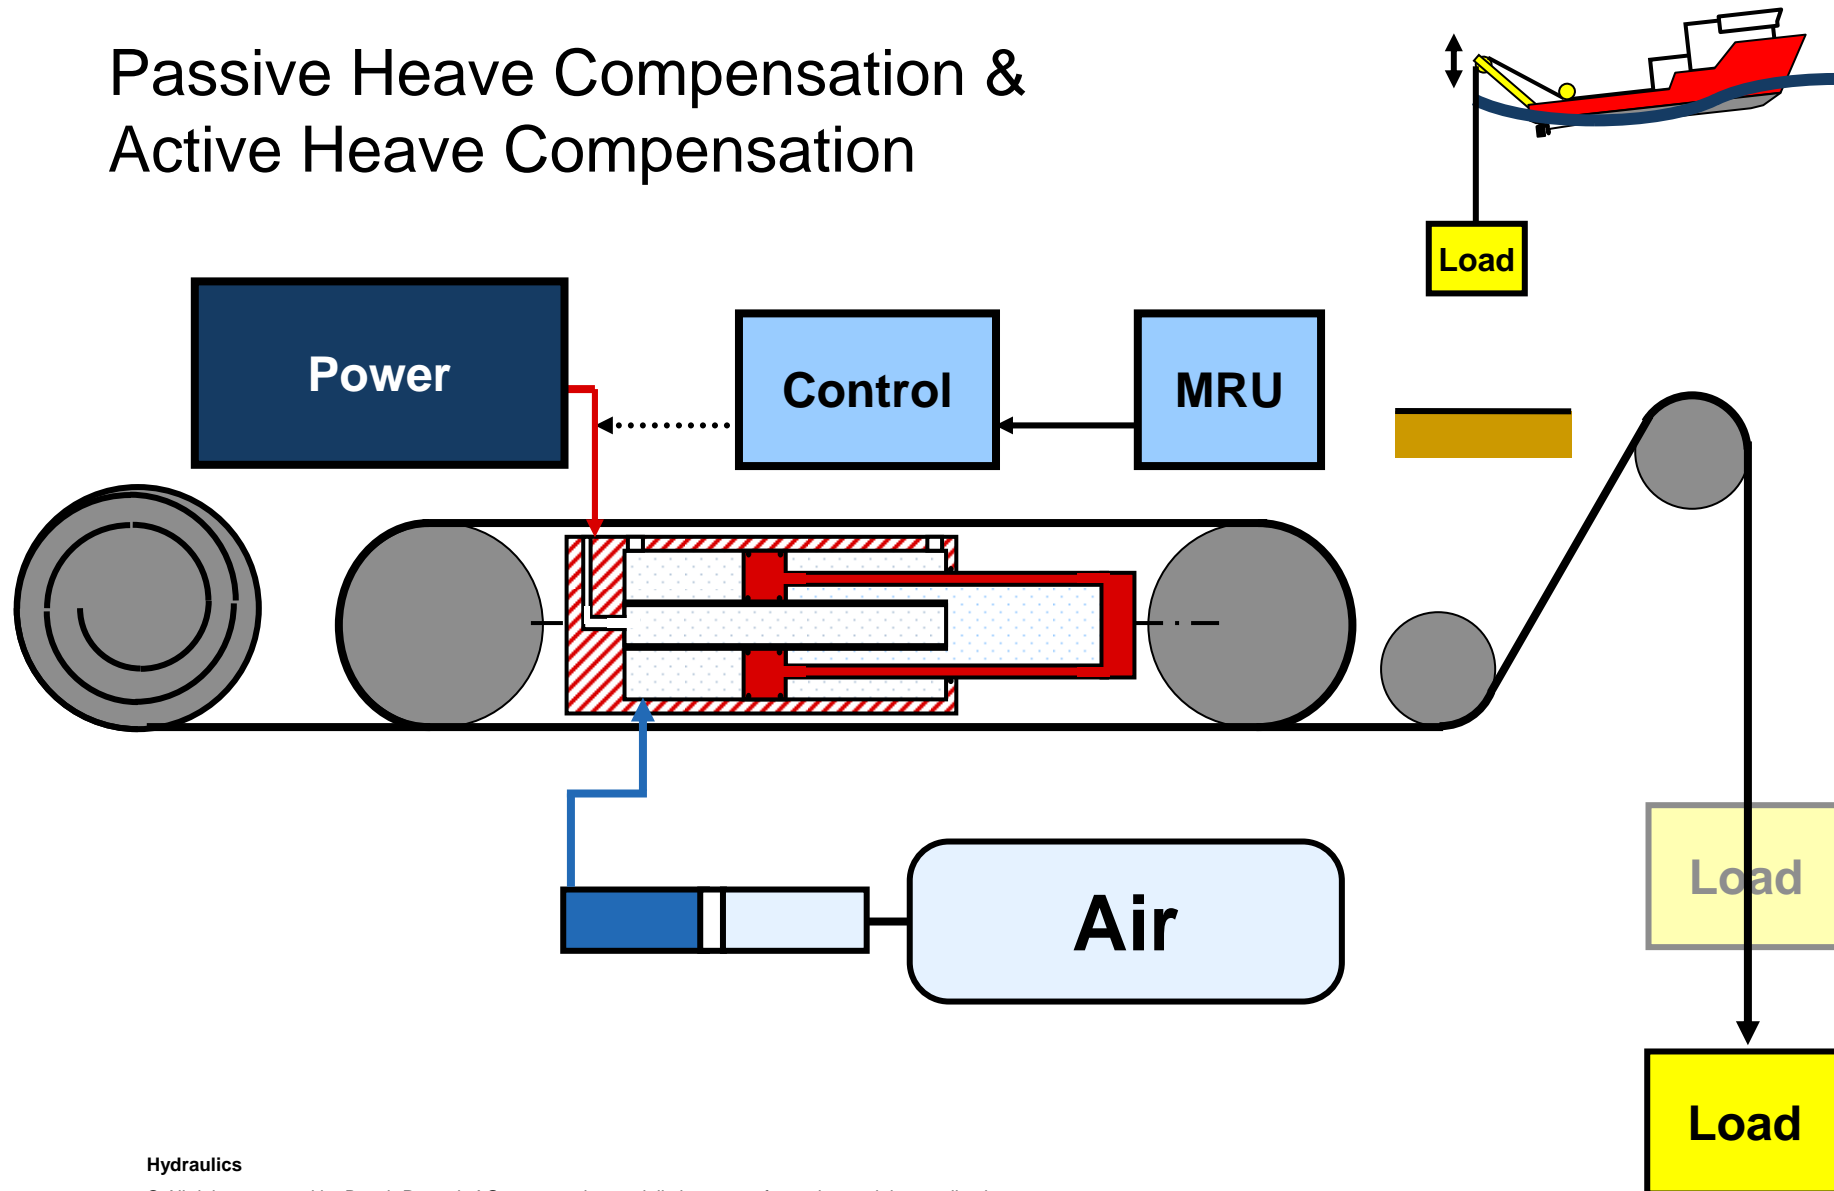 Passive Heave Compensation &
Active Heave Compensation
Load
Power
Control
MRU
Load
Air
Load
Hydraulics